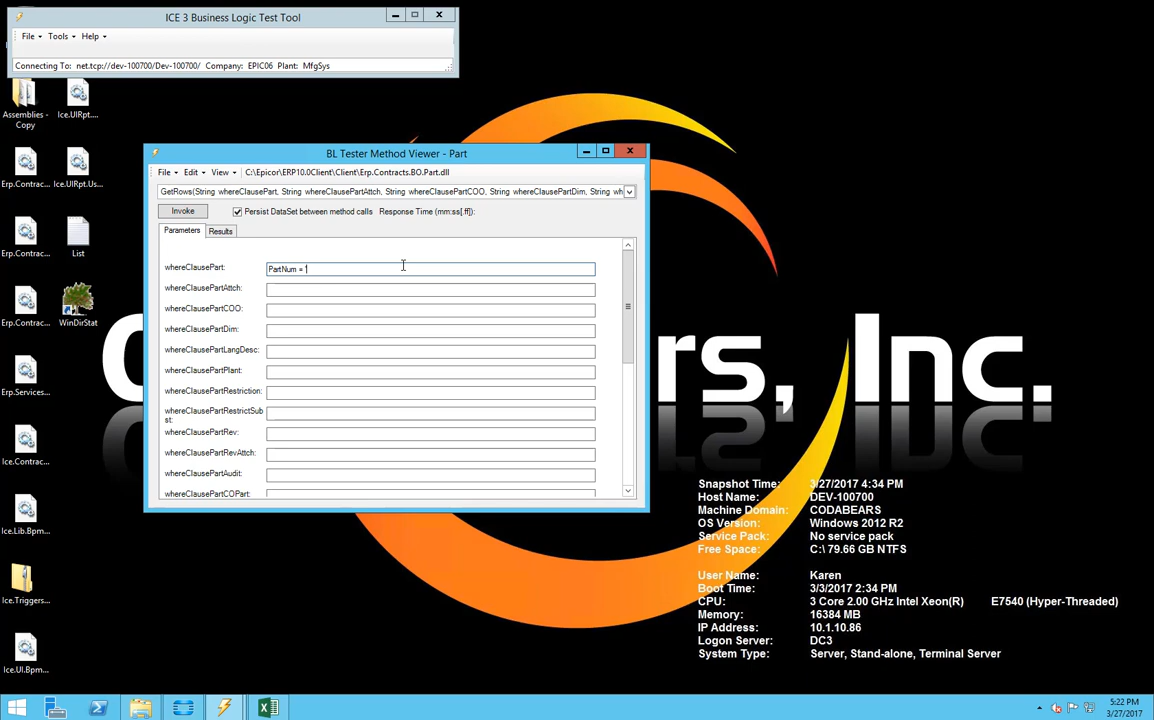 ICE 3 Business Logic Test Tool
File Tools Help
Connecting To: net.tcp://dev-100700/Dev-100700/ Company: EPIC06 Plant: MfgSys
Assemblies - Copy
Ice.UIRpt....
Erp.Contrac...
Ice.UIRpt.Us...
Erp.Contrac...
List
Erp.Contrac...
WinDirStat
Erp.Services...
Ice.Contrac...
Ice.Lib.Bpm...
Ice.Triggers...
Ice.UI.Bpm...
BL Tester Method Viewer - Part
File Edit View C:\Epicor\ERP10.0Client\Client\Erp.Contracts.BO.Part.dll
GetRows(String whereClausePart, String whereClausePartAttch, String whereClausePartCOO, String whereClausePartDim, String wh
Invoke Persist DataSet between method calls Response Time (mm:ss[.ff]):
Parameters Results
whereClausePart: PartNum = '
whereClausePartAttch:
whereClausePartCOO:
whereClausePartDim:
whereClausePartLangDesc:
whereClausePartPlant:
whereClausePartRestriction:
whereClausePartRestrictSub
st:
whereClausePartRev:
whereClausePartRevAttch:
whereClausePartAudit:
whereClausePartCOPart:
rs, Inc.
Snapshot Time: 3/27/2017 4:34 PM
Host Name: DEV-100700
Machine Domain: CODABEARS
OS Version: Windows 2012 R2
Service Pack: No service pack
Free Space: C:\ 79.66 GB NTFS
User Name: Karen
Boot Time: 3/3/2017 2:34 PM
CPU: 3 Core 2.00 GHz Intel Xeon(R) E7540 (Hyper-Threaded)
Memory: 16384 MB
IP Address: 10.1.10.86
Logon Server: DC3
System Type: Server, Stand-alone, Terminal Server
5:22 PM
3/27/2017